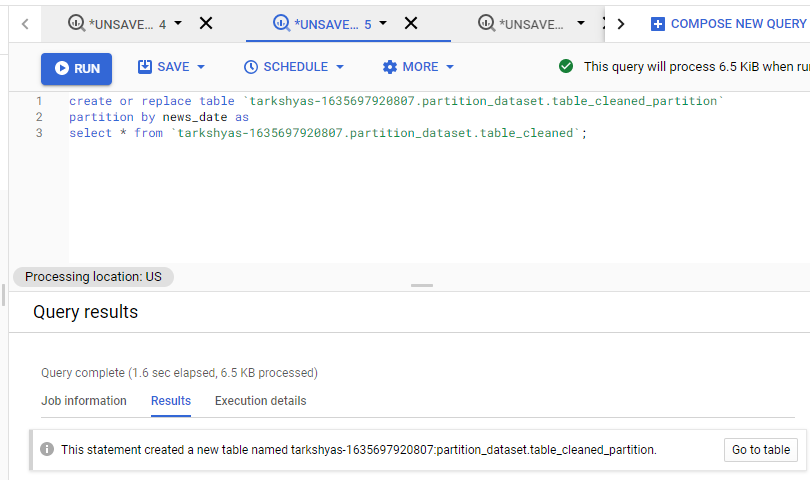 *UNSAVE... 4 *UNSAVE... 5 *UNSAVE... COMPOSE NEW QUERY
RUN SAVE SCHEDULE MORE This query will process 6.5 KiB when ru
1 create or replace table `tarkshyas-1635697920807.partition_dataset.table_cleaned_partition`
2 partition by news_date as
3 select * from `tarkshyas-1635697920807.partition_dataset.table_cleaned`;
Processing location: US
Query results
Query complete (1.6 sec elapsed, 6.5 KB processed)
Job information Results Execution details
This statement created a new table named tarkshyas-1635697920807:partition_dataset.table_cleaned_partition. Go to table